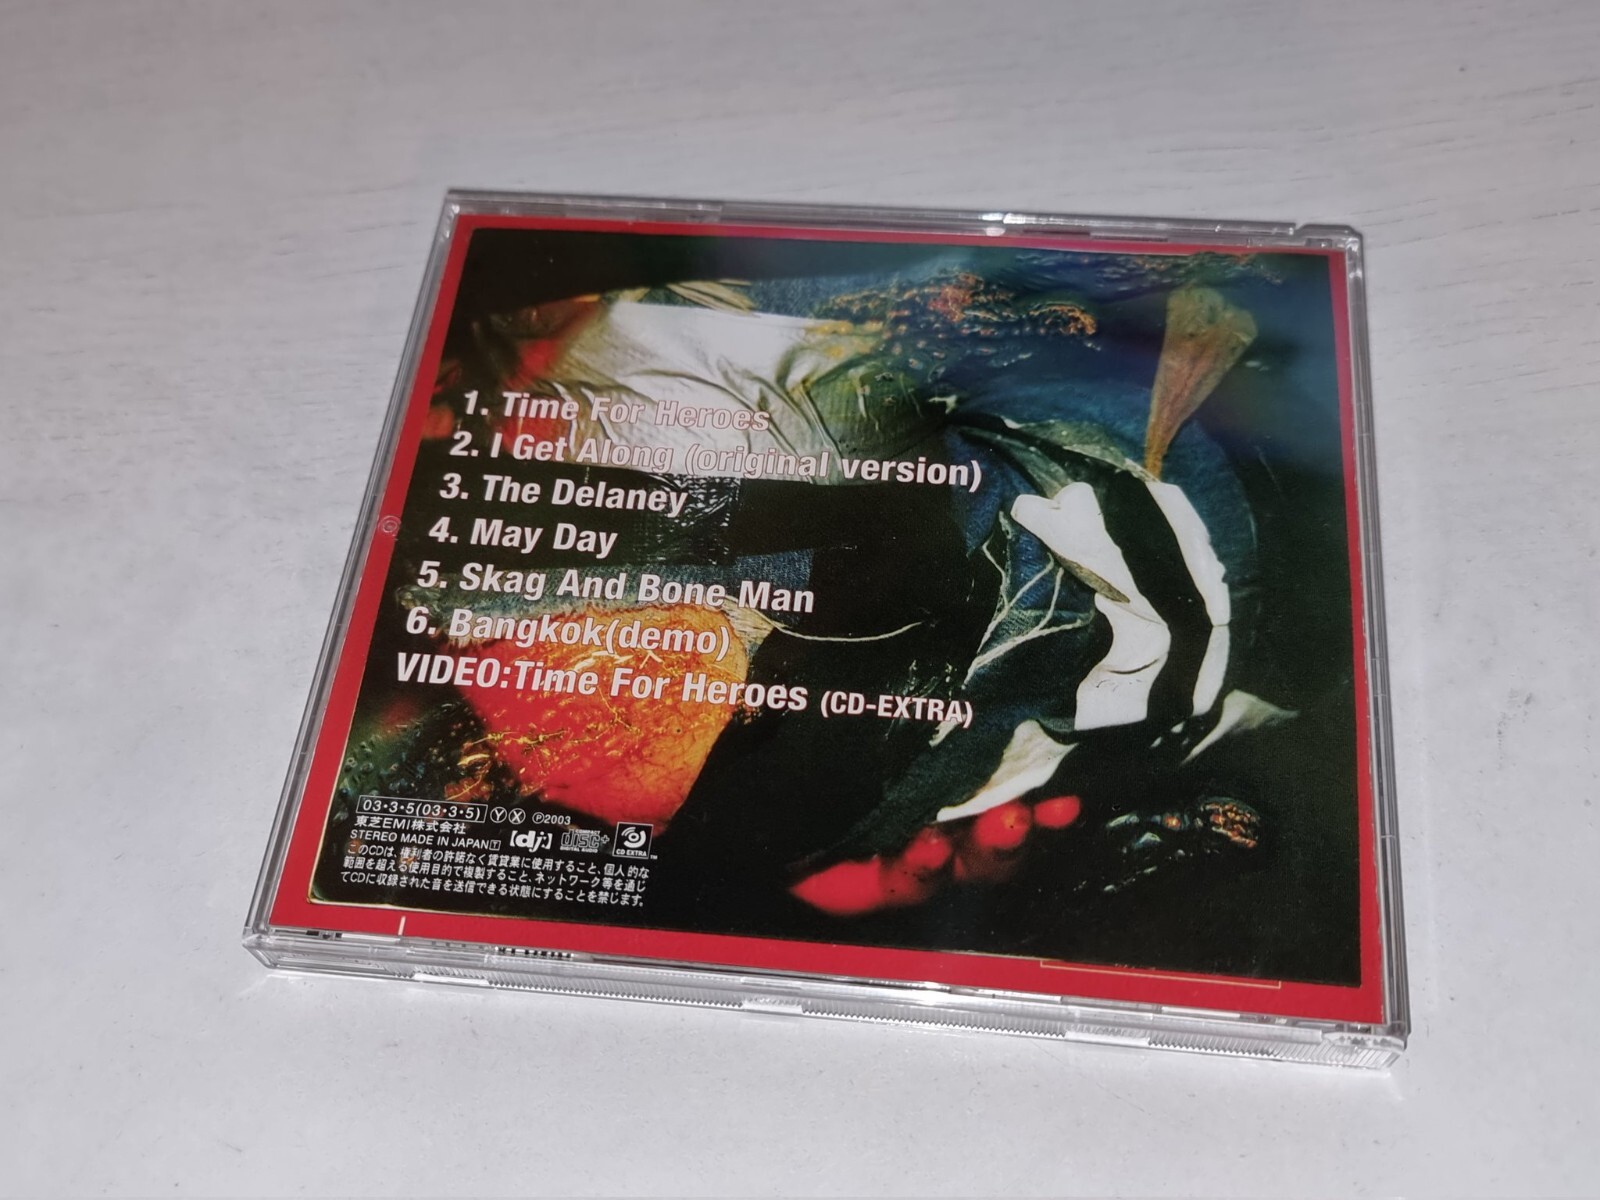 1. Time For Heroes
2. I Get Along (original version)
3. The Delaney
4. May Day
5. Skag And Bone Man
6. Bangkok(demo)
VIDEO:Time For Heroes (CD-EXTRA)
03・3・5(03・3・5) Ⓨ Ⓧ ℗2003
東芝EMI株式会社
STEREO MADE IN JAPAN T
[dj:] COMPACT disc+ DIGITAL AUDIO CD EXTRA™
このCDは、権利者の許諾なく賃貸業に使用すること、個人的な
範囲を超える使用目的で複製すること、ネットワーク等を通じ
てCDに収録された音を送信できる状態にすることを禁じます。